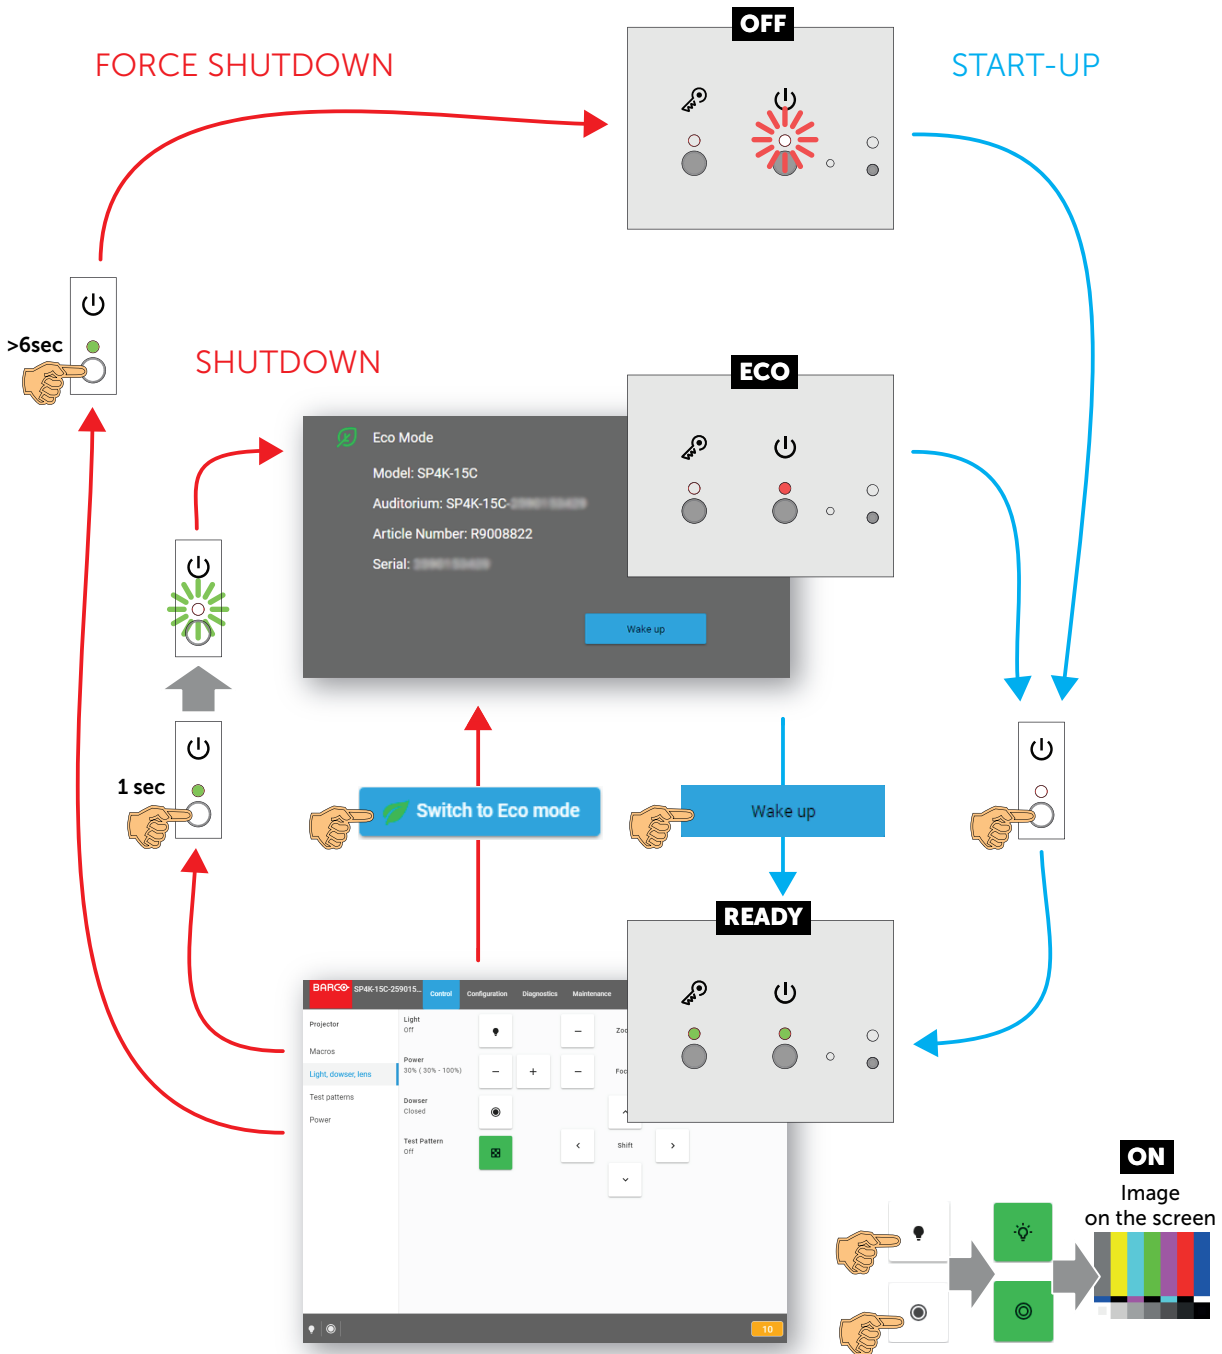 OFF
FORCE SHUTDOWN
START-UP
>6sec
SHUTDOWN
ECO
Eco Mode
Model: SP4K-15C
Auditorium: SP4K-15C-
Article Number: R9008822
Serial:
Wake up
1 sec
Switch to Eco mode
Wake up
READY
BARCO SP4K-15C-259015... Control Configuration Diagnostics Maintenance
Projector
Macros
Light, dowser, lens
Test patterns
Power
Light
Off
Power
30% ( 30% - 100%)
Dowser
Closed
Test Pattern
Off
Shift
10
ON
Image
on the screen